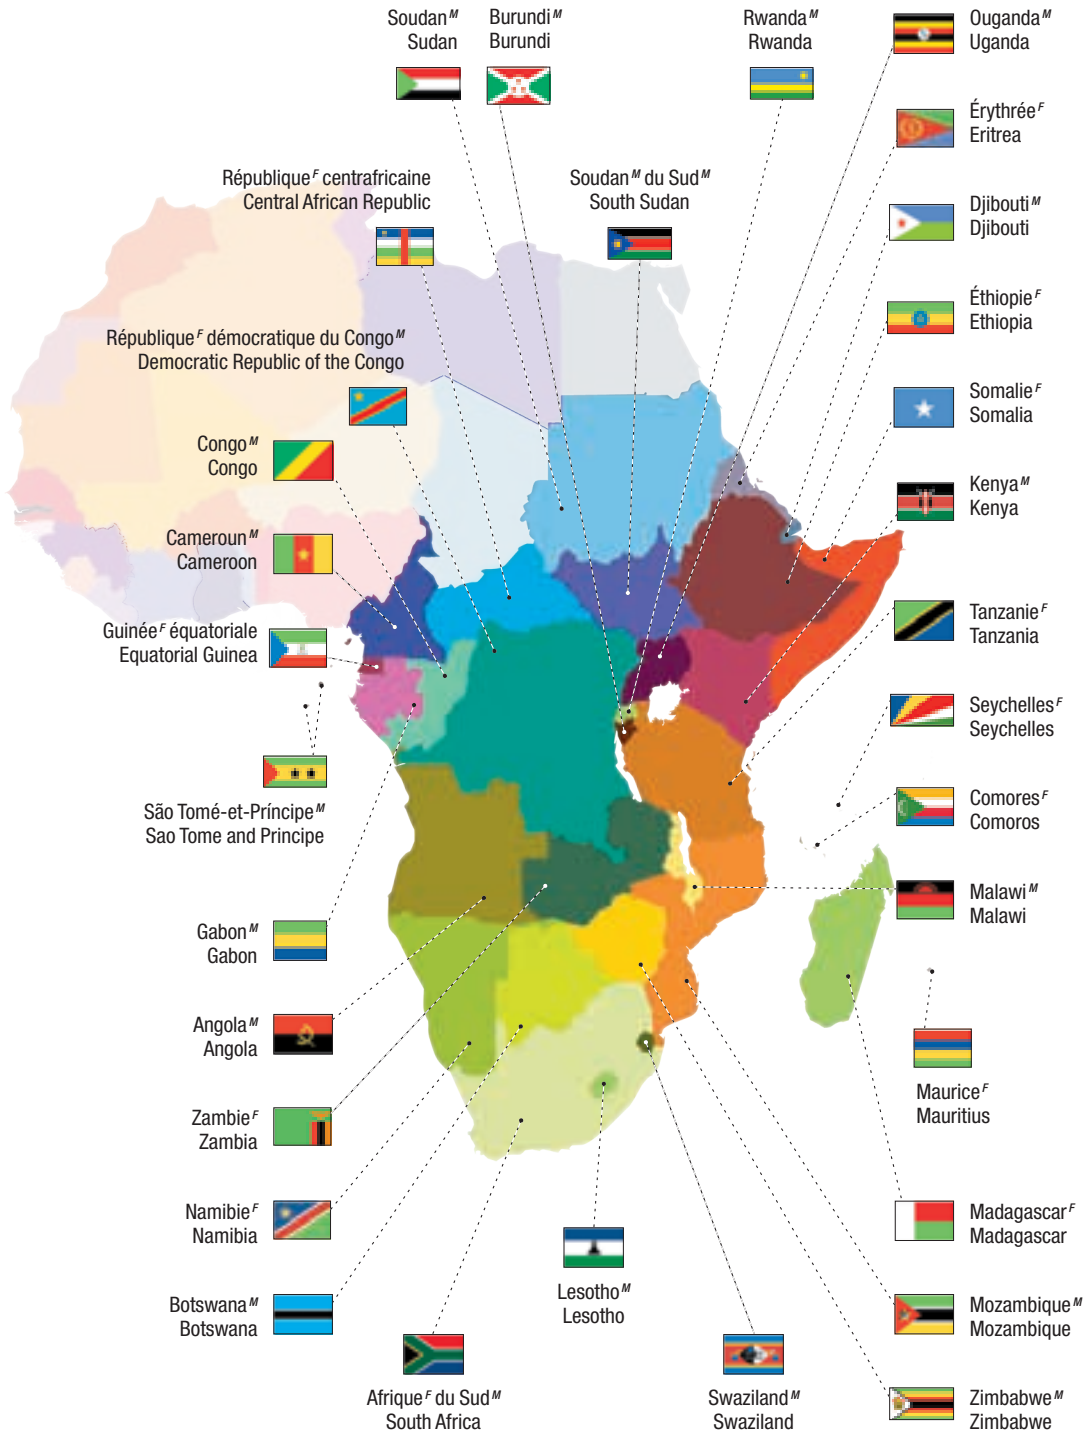 Soudan M
Sudan
Burundi M
Burundi
Rwanda M
Rwanda
Ouganda M
Uganda
Érythrée F
Eritrea
République F centrafricaine
Central African Republic
Soudan M du Sud M
South Sudan
Djibouti M
Djibouti
Éthiopie F
Ethiopia
République F démocratique du Congo M
Democratic Republic of the Congo
Somalie F
Somalia
Congo M
Congo
Kenya M
Kenya
Cameroun M
Cameroon
Tanzanie F
Tanzania
Guinée F équatoriale
Equatorial Guinea
Seychelles F
Seychelles
São Tomé-et-Príncipe M
Sao Tome and Principe
Comores F
Comoros
Malawi M
Malawi
Gabon M
Gabon
Angola M
Angola
Maurice F
Mauritius
Zambie F
Zambia
Namibie F
Namibia
Madagascar F
Madagascar
Lesotho M
Lesotho
Botswana M
Botswana
Mozambique M
Mozambique
Afrique F du Sud M
South Africa
Swaziland M
Swaziland
Zimbabwe M
Zimbabwe